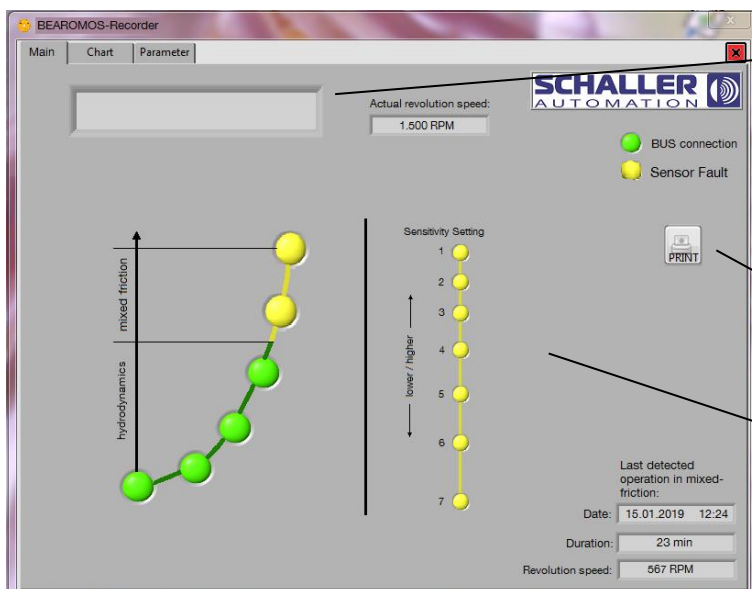 BEAROMOS-Recorder
Main Chart Parameter
SCHALLER
AUTOMATION
Actual revolution speed:
1.500 RPM
BUS connection
Sensor Fault
mixed friction
hydrodynamics
Sensitivity Setting
1
2
3
4
5
6
7
lower / higher
PRINT
Last detected
operation in mixed-
friction:
Date: 15.01.2019 12:24
Duration: 23 min
Revolution speed: 567 RPM